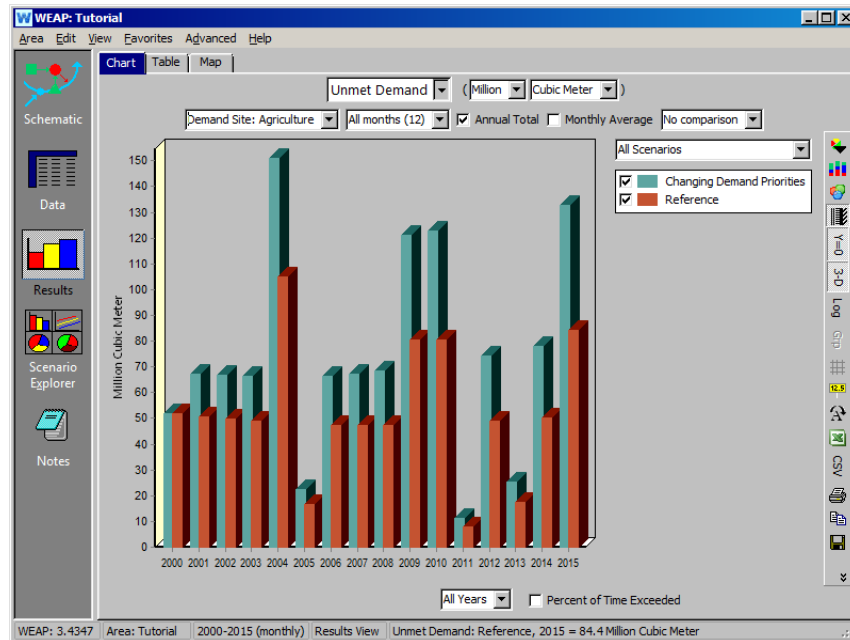 WEAP: Tutorial
Area Edit View Favorites Advanced Help
Chart Table Map
Unmet Demand ( Million Cubic Meter )
Demand Site: Agriculture All months (12) Annual Total Monthly Average No comparison
All Scenarios
Changing Demand Priorities
Reference
Schematic
Data
Results
Scenario
Explorer
Notes
Million Cubic Meter
150
140
130
120
110
100
90
80
70
60
50
40
30
20
10
0
2000 2001 2002 2003 2004 2005 2006 2007 2008 2009 2010 2011 2012 2013 2014 2015
All Years Percent of Time Exceeded
Y=0
3-D
Log
Grp
12.5
A
CSV
WEAP: 3.4347 Area: Tutorial 2000-2015 (monthly) Results View Unmet Demand: Reference, 2015 = 84.4 Million Cubic Meter